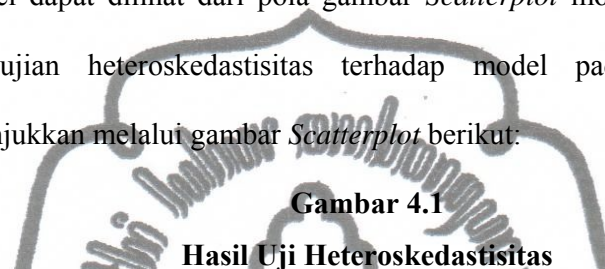 dapat dilihat dari pola gambar Scatterplot
ujian heteroskedastisitas terhadap model
jukkan melalui gambar Scatterplot berikut:
Gambar 4.1
Hasil Uji Heteroskedastisitas